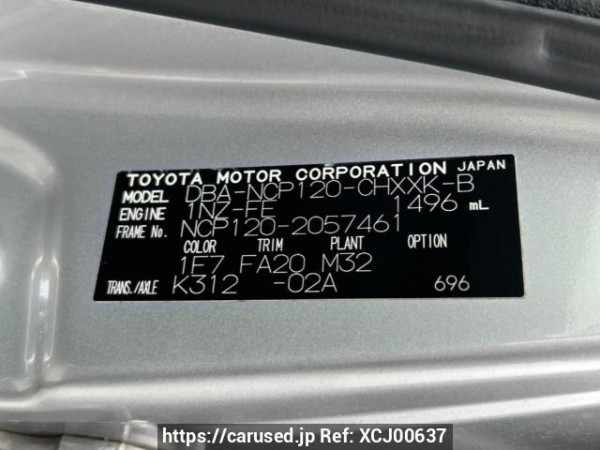 TOYOTA MOTOR CORPORATION JAPAN
MODEL DBA-NCP120-CHXXK-B
ENGINE 1NZ-FE 1496 mL
FRAME No. NCP120-2057461
COLOR TRIM PLANT OPTION
1F7 FA20 M32
TRANS./AXLE K312 -02A 696
https://carused.jp Ref: XCJ00637